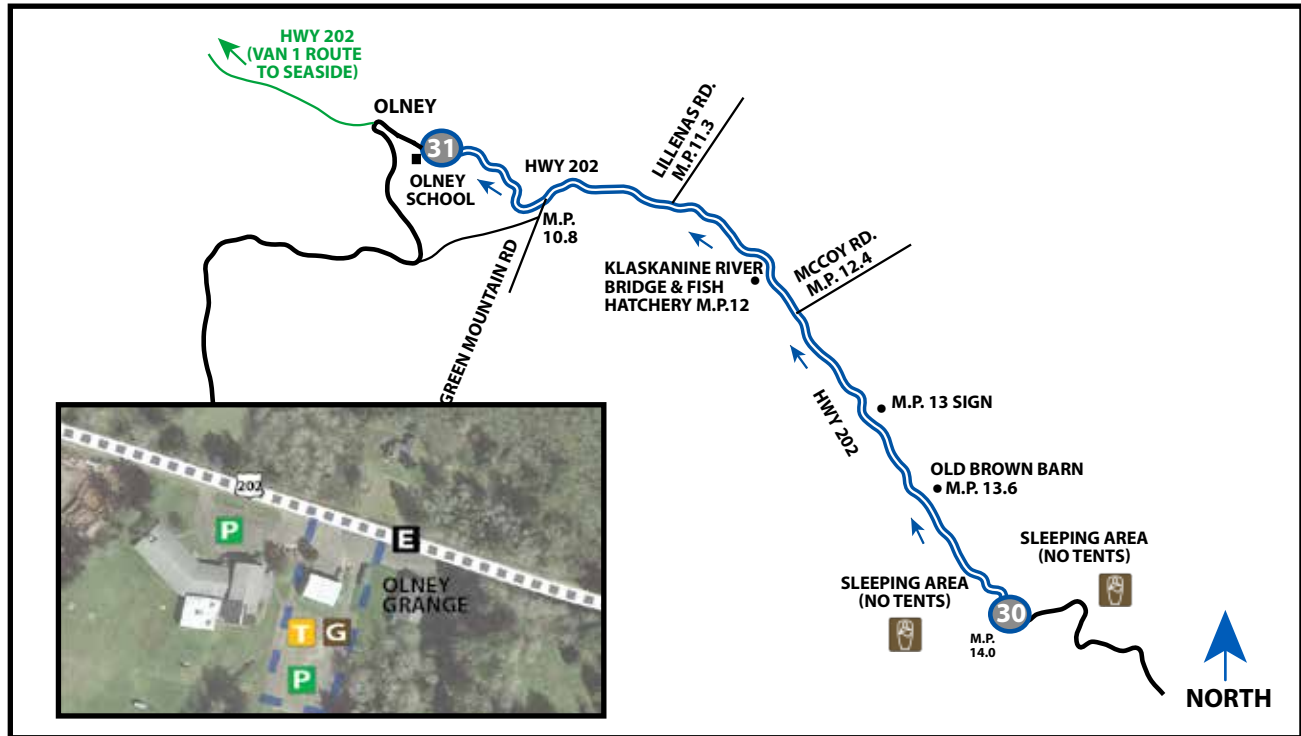 HWY 202
(VAN 1 ROUTE
TO SEASIDE)
OLNEY
31
OLNEY
SCHOOL
HWY 202
M.P.
10.8
GREEN MOUNTAIN RD
LILLENAS RD.
M.P.11.3
KLASKANINE RIVER
BRIDGE & FISH
HATCHERY M.P.12
MCCOY RD.
M.P. 12.4
HWY 202
M.P. 13 SIGN
OLD BROWN BARN
M.P. 13.6
SLEEPING AREA
(NO TENTS)
SLEEPING AREA
(NO TENTS)
30
M.P.
14.0
NORTH
202
P
E
OLNEY
GRANGE
T G
P